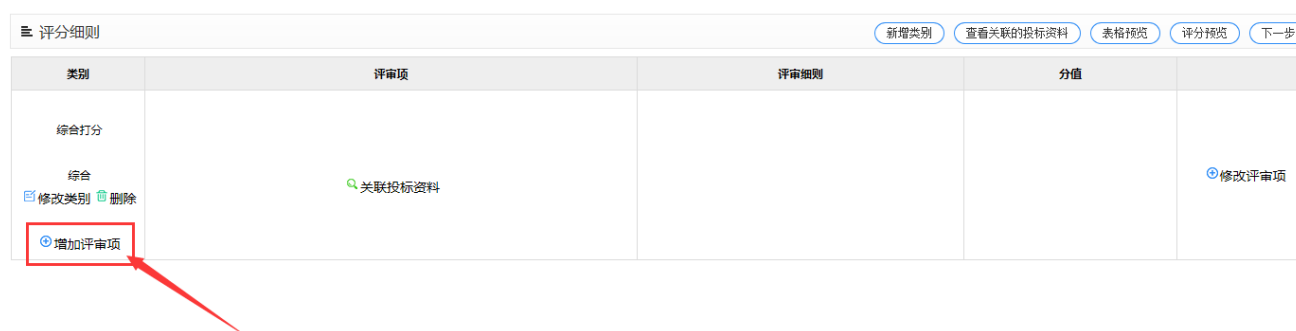 评分细则
新增类别 查看关联的投标资料 表格预览 评分预览 下一步
类别 评审项 评审细则 分值
综合打分
综合
修改类别 删除
增加评审项
关联投标资料
修改评审项